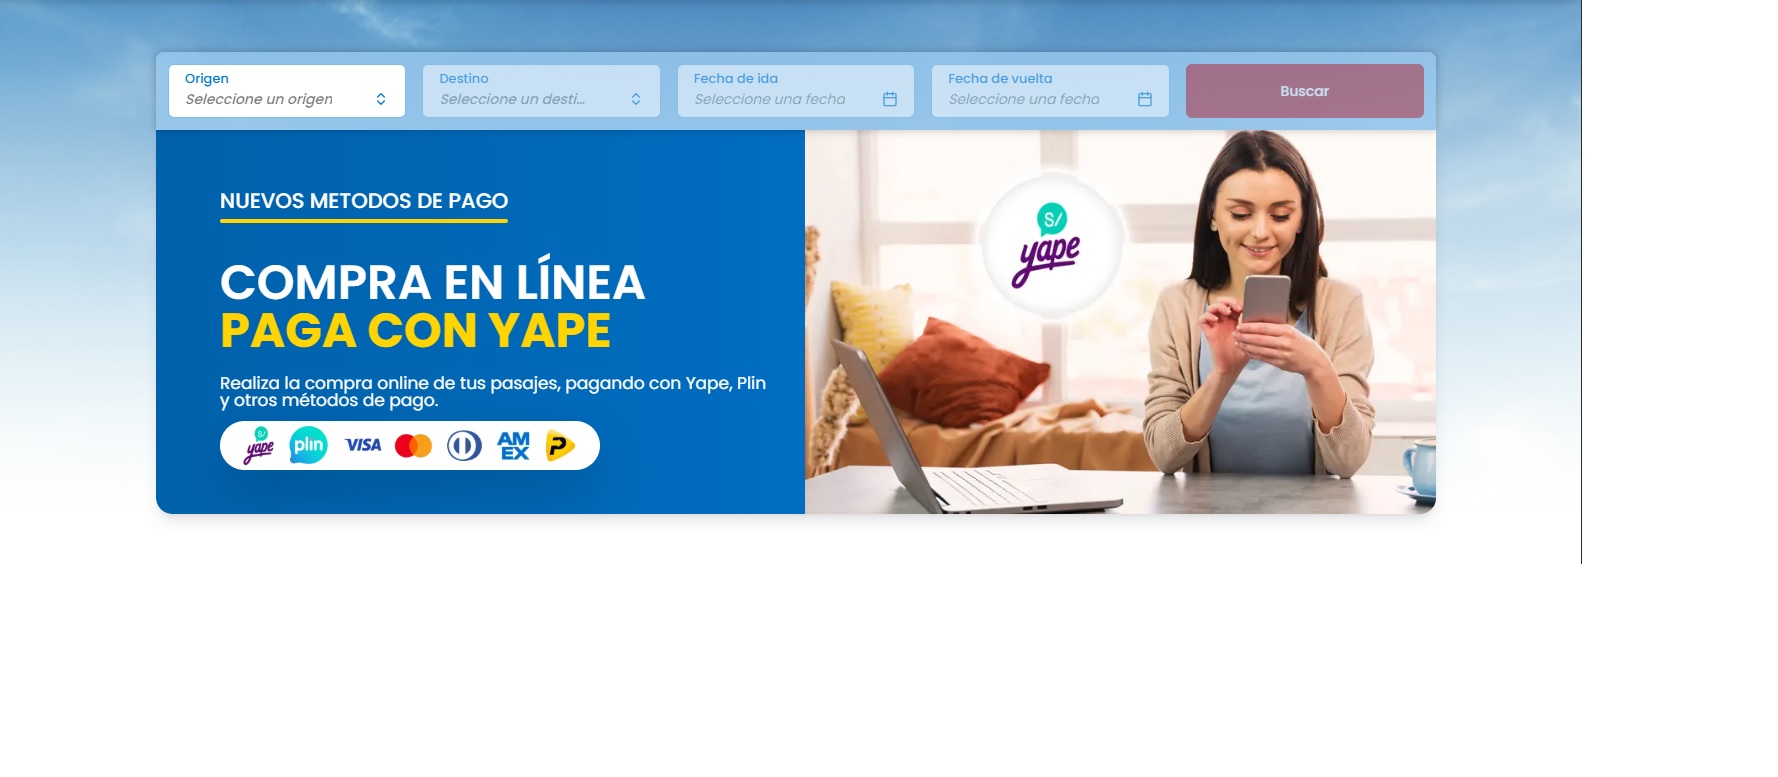 Origen
Seleccione un origen
Destino
Seleccione un desti...
Fecha de ida
Seleccione una fecha
Fecha de vuelta
Seleccione una fecha
Buscar
NUEVOS METODOS DE PAGO
COMPRA EN LÍNEA
PAGA CON YAPE
Realiza la compra online de tus pasajes, pagando con Yape, Plin
y otros métodos de pago.
S/ yape plin VISA AM EX P
S/
yape